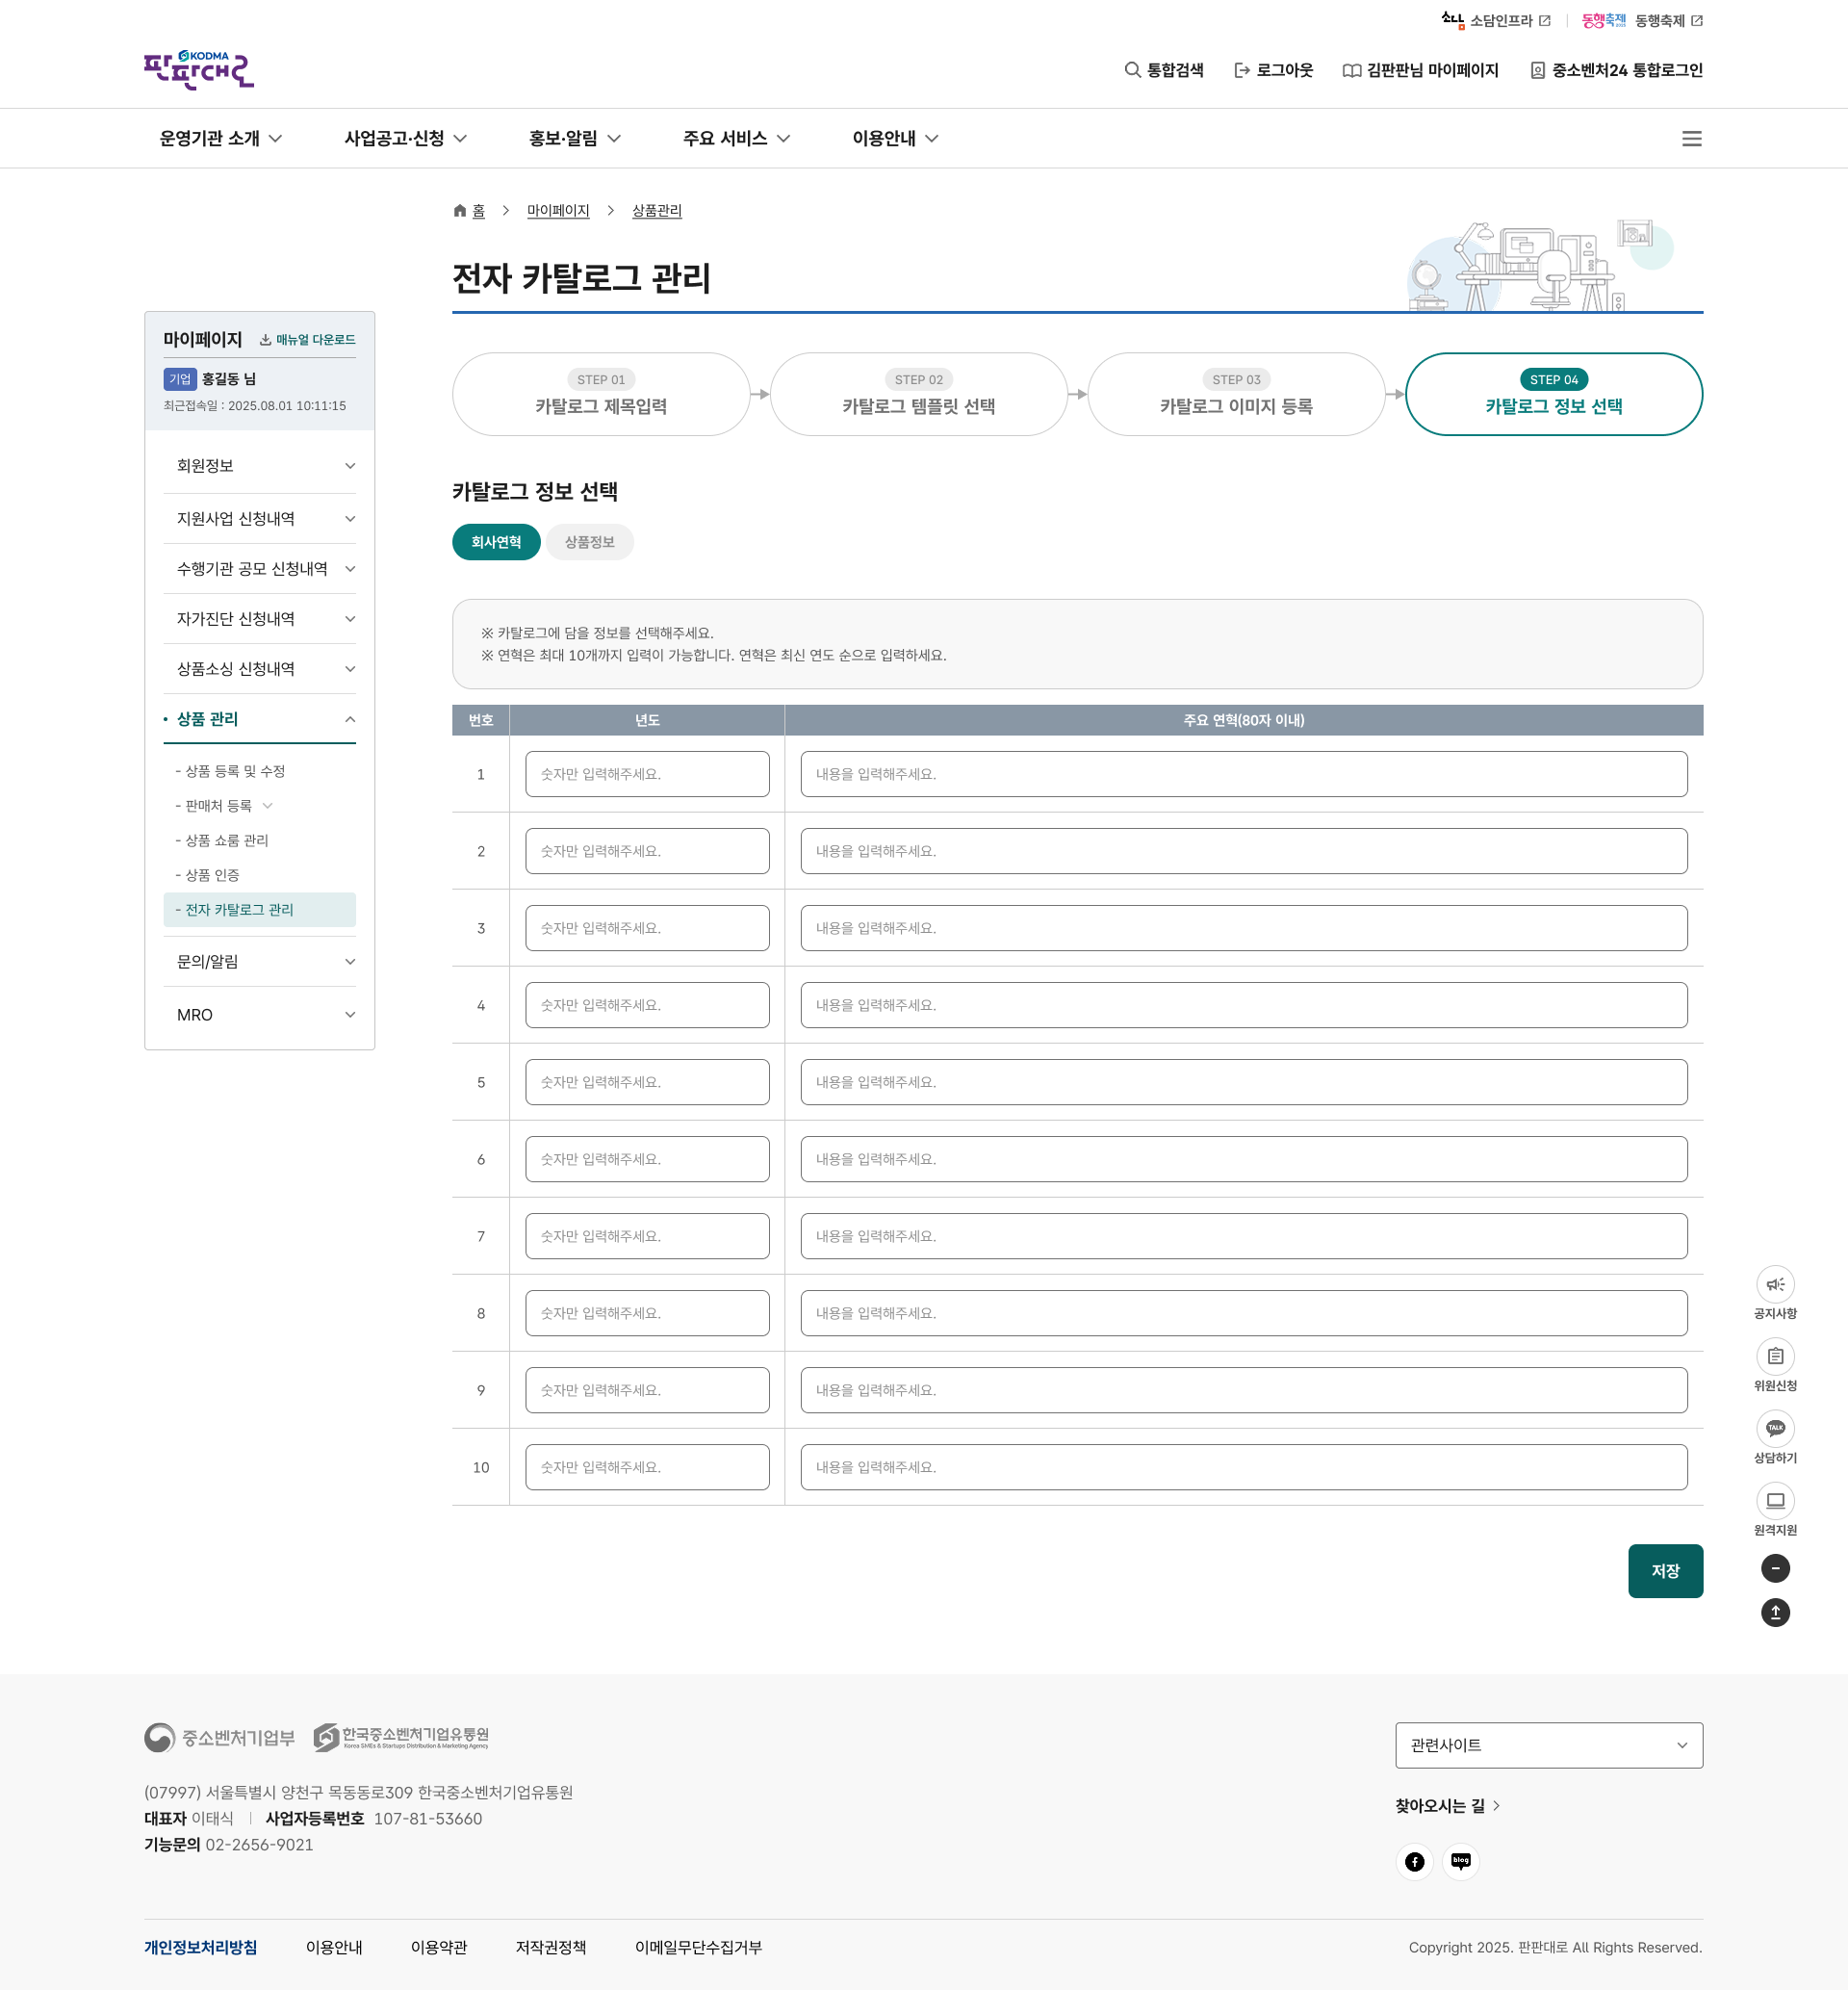 소담
소담인프라
동행축제
동행축제
KODMA
판판대로
통합검색
로그아웃
김판판님 마이페이지
중소벤처24 통합로그인
운영기관 소개
사업공고·신청
홍보·알림
주요 서비스
이용안내
홈
마이페이지
상품관리
전자 카탈로그 관리
마이페이지
매뉴얼 다운로드
기업 홍길동 님
최근접속일 : 2025.08.01 10:11:15
회원정보
지원사업 신청내역
수행기관 공모 신청내역
자가진단 신청내역
상품소싱 신청내역
상품 관리
- 상품 등록 및 수정
- 판매처 등록
- 상품 쇼룸 관리
- 상품 인증
- 전자 카탈로그 관리
문의/알림
MRO
STEP 01
카탈로그 제목입력
STEP 02
카탈로그 템플릿 선택
STEP 03
카탈로그 이미지 등록
STEP 04
카탈로그 정보 선택
카탈로그 정보 선택
회사연혁
상품정보
※ 카탈로그에 담을 정보를 선택해주세요.
※ 연혁은 최대 10개까지 입력이 가능합니다. 연혁은 최신 연도 순으로 입력하세요.
번호 년도 주요 연혁(80자 이내)
1 숫자만 입력해주세요. 내용을 입력해주세요.
2 숫자만 입력해주세요. 내용을 입력해주세요.
3 숫자만 입력해주세요. 내용을 입력해주세요.
4 숫자만 입력해주세요. 내용을 입력해주세요.
5 숫자만 입력해주세요. 내용을 입력해주세요.
6 숫자만 입력해주세요. 내용을 입력해주세요.
7 숫자만 입력해주세요. 내용을 입력해주세요.
8 숫자만 입력해주세요. 내용을 입력해주세요.
9 숫자만 입력해주세요. 내용을 입력해주세요.
10 숫자만 입력해주세요. 내용을 입력해주세요.
저장
공지사항
위원신청
TALK
상담하기
원격지원
중소벤처기업부
한국중소벤처기업유통원
Korea SMEs & Startups Distribution & Marketing Agency
(07997) 서울특별시 양천구 목동동로309 한국중소벤처기업유통원
대표자 이태식 사업자등록번호 107-81-53660
기능문의 02-2656-9021
관련사이트
찾아오시는 길
blog
개인정보처리방침
이용안내
이용약관
저작권정책
이메일무단수집거부
Copyright 2025. 판판대로 All Rights Reserved.